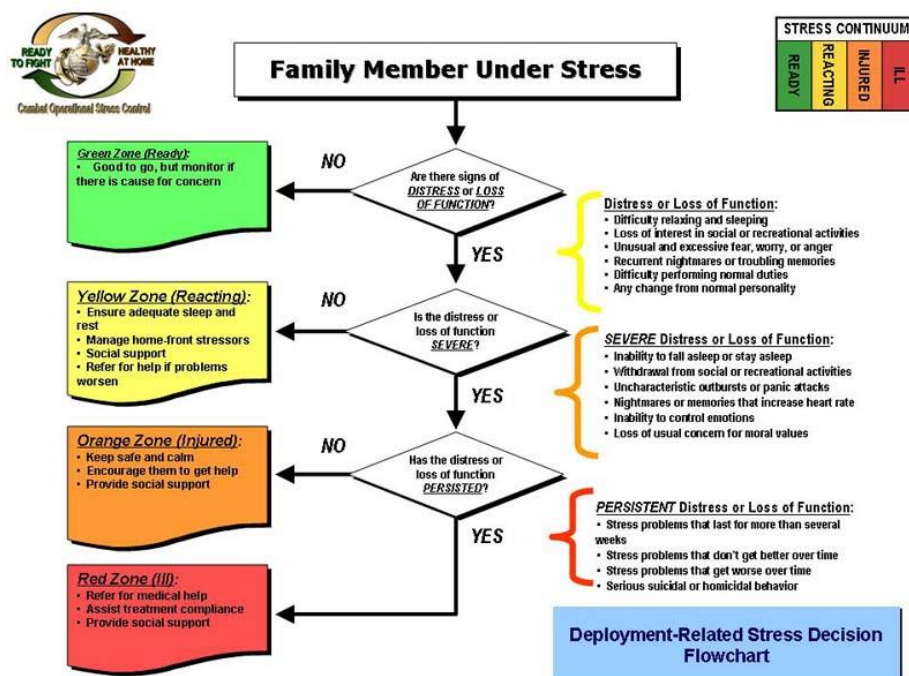 READY
TO FIGHT
HEALTHY
AT HOME
Combat Operational Stress Control
Family Member Under Stress
STRESS CONTINUUM
READY
REACTING
INJURED
ILL
Green Zone (Ready):
• Good to go, but monitor if
there is cause for concern
NO
Are there signs of
DISTRESS or LOSS
OF FUNCTION?
YES
Distress or Loss of Function:
• Difficulty relaxing and sleeping
• Loss of interest in social or recreational activities
• Unusual and excessive fear, worry, or anger
• Recurrent nightmares or troubling memories
• Difficulty performing normal duties
• Any change from normal personality
Yellow Zone (Reacting):
• Ensure adequate sleep and
rest
• Manage home-front stressors
• Social support
• Refer for help if problems
worsen
NO
Is the distress or
loss of function
SEVERE?
YES
SEVERE Distress or Loss of Function:
• Inability to fall asleep or stay asleep
• Withdrawal from social or recreational activities
• Uncharacteristic outbursts or panic attacks
• Nightmares or memories that increase heart rate
• Inability to control emotions
• Loss of usual concern for moral values
Orange Zone (Injured):
• Keep safe and calm
• Encourage them to get help
• Provide social support
NO
Has the distress or
loss of function
PERSISTED?
YES
PERSISTENT Distress or Loss of Function:
• Stress problems that last for more than several
weeks
• Stress problems that don't get better over time
• Stress problems that get worse over time
• Serious suicidal or homicidal behavior
Red Zone (Ill):
• Refer for medical help
• Assist treatment compliance
• Provide social support
Deployment-Related Stress Decision
Flowchart